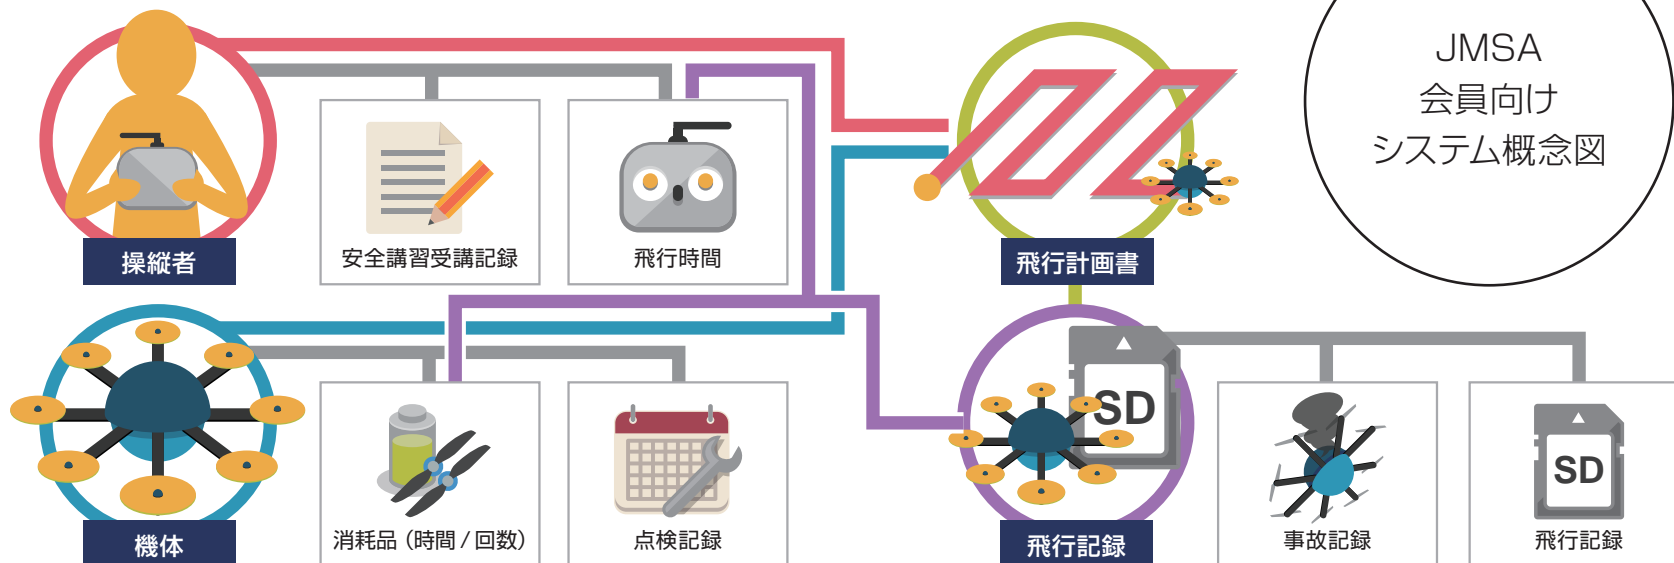 JMSA
会員向け
システム概念図
安全講習受講記録
飛行時間
操縦者
飛行計画書
SD
SD
消耗品（時間 / 回数）
点検記録
事故記録
飛行記録
機体
飛行記録